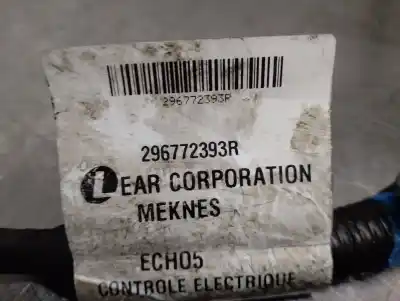 296772393R
296772393R
LEAR CORPORATION
MEKNES
ECH05
CONTROLE ELECTRIQUE